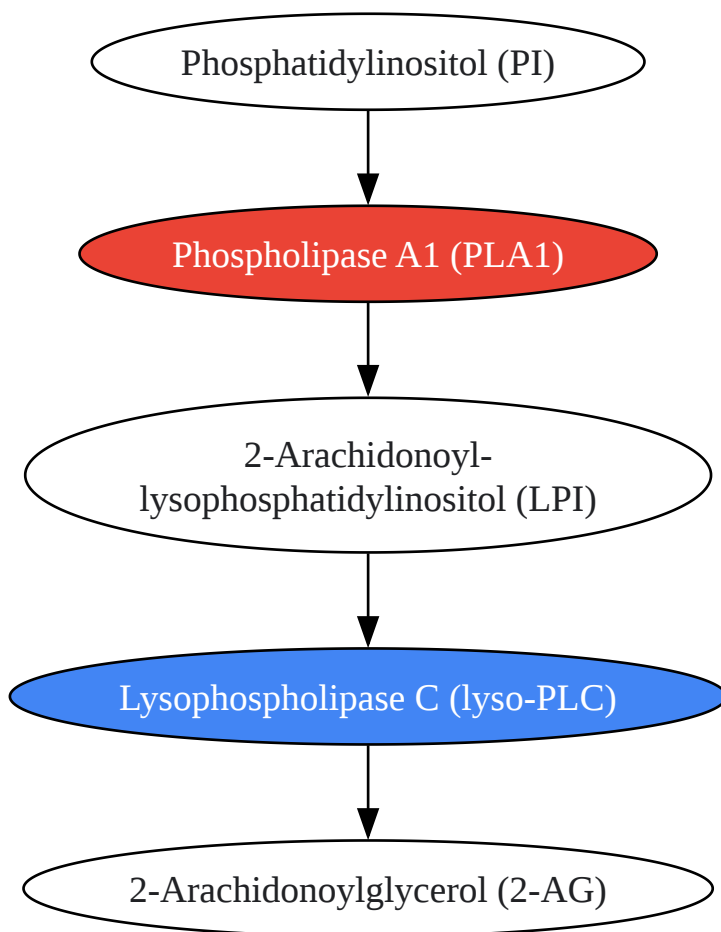 Phosphatidylinositol (PI)
Phospholipase A1 (PLA1)
2-Arachidonoyl-
lysophosphatidylinositol (LPI)
Lysophospholipase C (lyso-PLC)
2-Arachidonoylglycerol (2-AG)